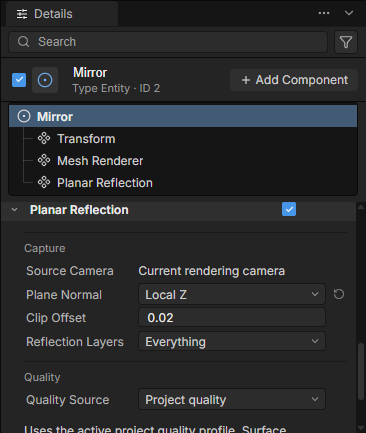 Details
Search
Mirror
Type Entity · ID 2
+ Add Component
Mirror
Transform
Mesh Renderer
Planar Reflection
Planar Reflection
Capture
Source Camera Current rendering camera
Plane Normal Local Z
Clip Offset 0.02
Reflection Layers Everything
Quality
Quality Source Project quality
Uses the active project quality profile. Surface